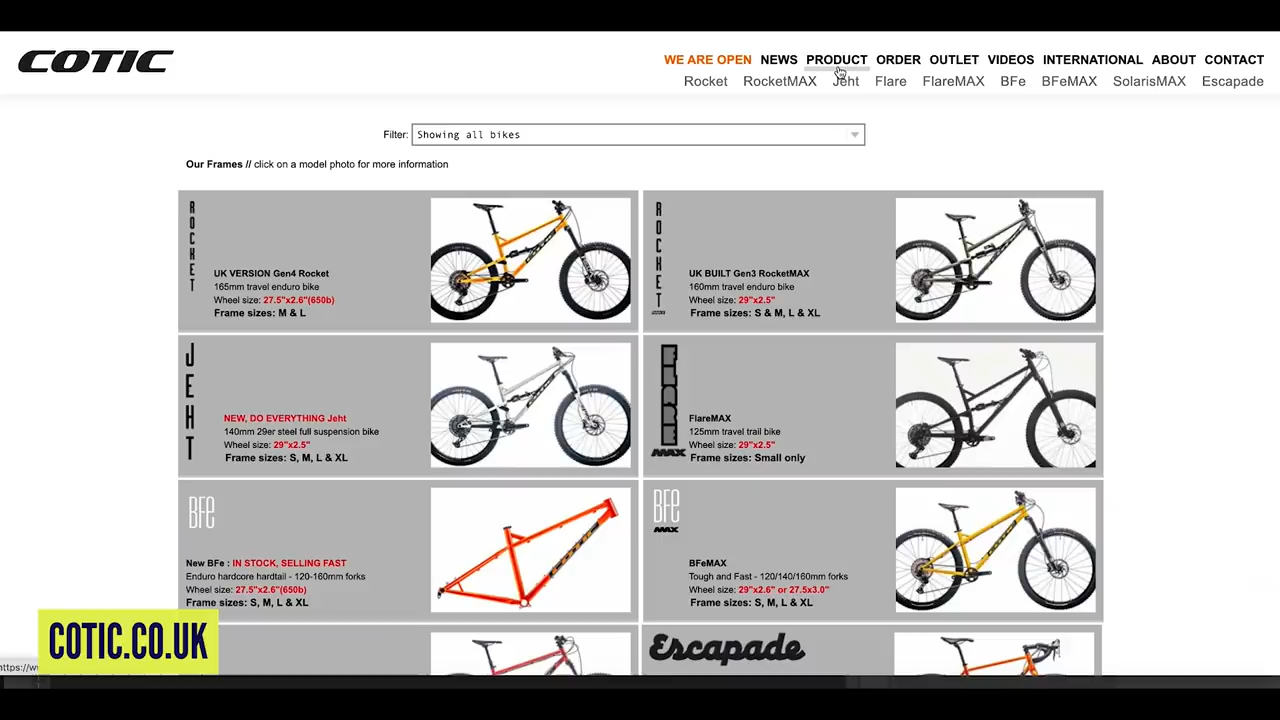 COTIC
WE ARE OPEN NEWS PRODUCT ORDER OUTLET VIDEOS INTERNATIONAL ABOUT CONTACT
Rocket RocketMAX Jeht Flare FlareMAX BFe BFeMAX SolarisMAX Escapade
Filter: Showing all bikes
Our Frames // click on a model photo for more information
ROCKET
UK VERSION Gen4 Rocket
165mm travel enduro bike
Wheel size: 27.5"x2.6"(650b)
Frame sizes: M & L
ROCKET
UK BUILT Gen3 RocketMAX
160mm travel enduro bike
Wheel size: 29"x2.5"
Frame sizes: S & M, L & XL
JEHT
NEW, DO EVERYTHING Jeht
140mm 29er steel full suspension bike
Wheel size: 29"x2.5"
Frame sizes: S, M, L & XL
FLARE
MAX
FlareMAX
125mm travel trail bike
Wheel size: 29"x2.5"
Frame sizes: Small only
BFe
New BFe : IN STOCK, SELLING FAST
Enduro hardcore hardtail - 120-160mm forks
Wheel size: 27.5"x2.6"(650b)
Frame sizes: S, M, L & XL
BFe
MAX
BFeMAX
Tough and Fast - 120/140/160mm forks
Wheel size: 29"x2.6" or 27.5x3.0"
Frame sizes: S, M, L & XL
COTIC
Escapade
COTIC.CO.UK
https://w